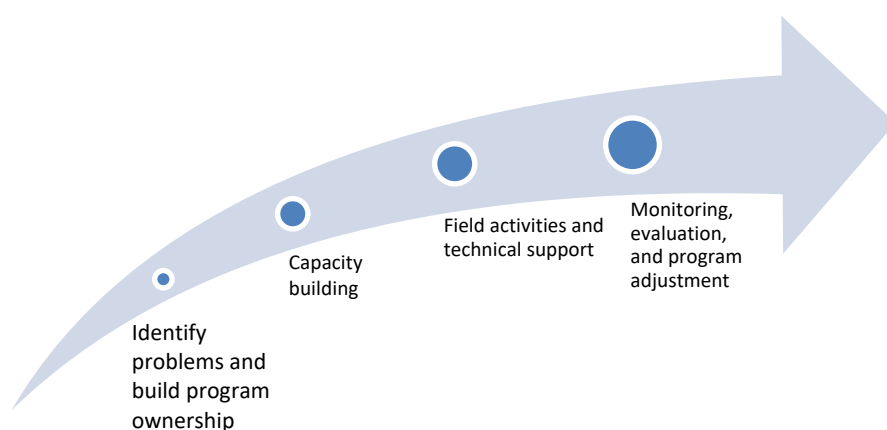 Identify
problems and
build program
ownership
Capacity
building
Field activities and
technical support
Monitoring,
evaluation,
and program
adjustment